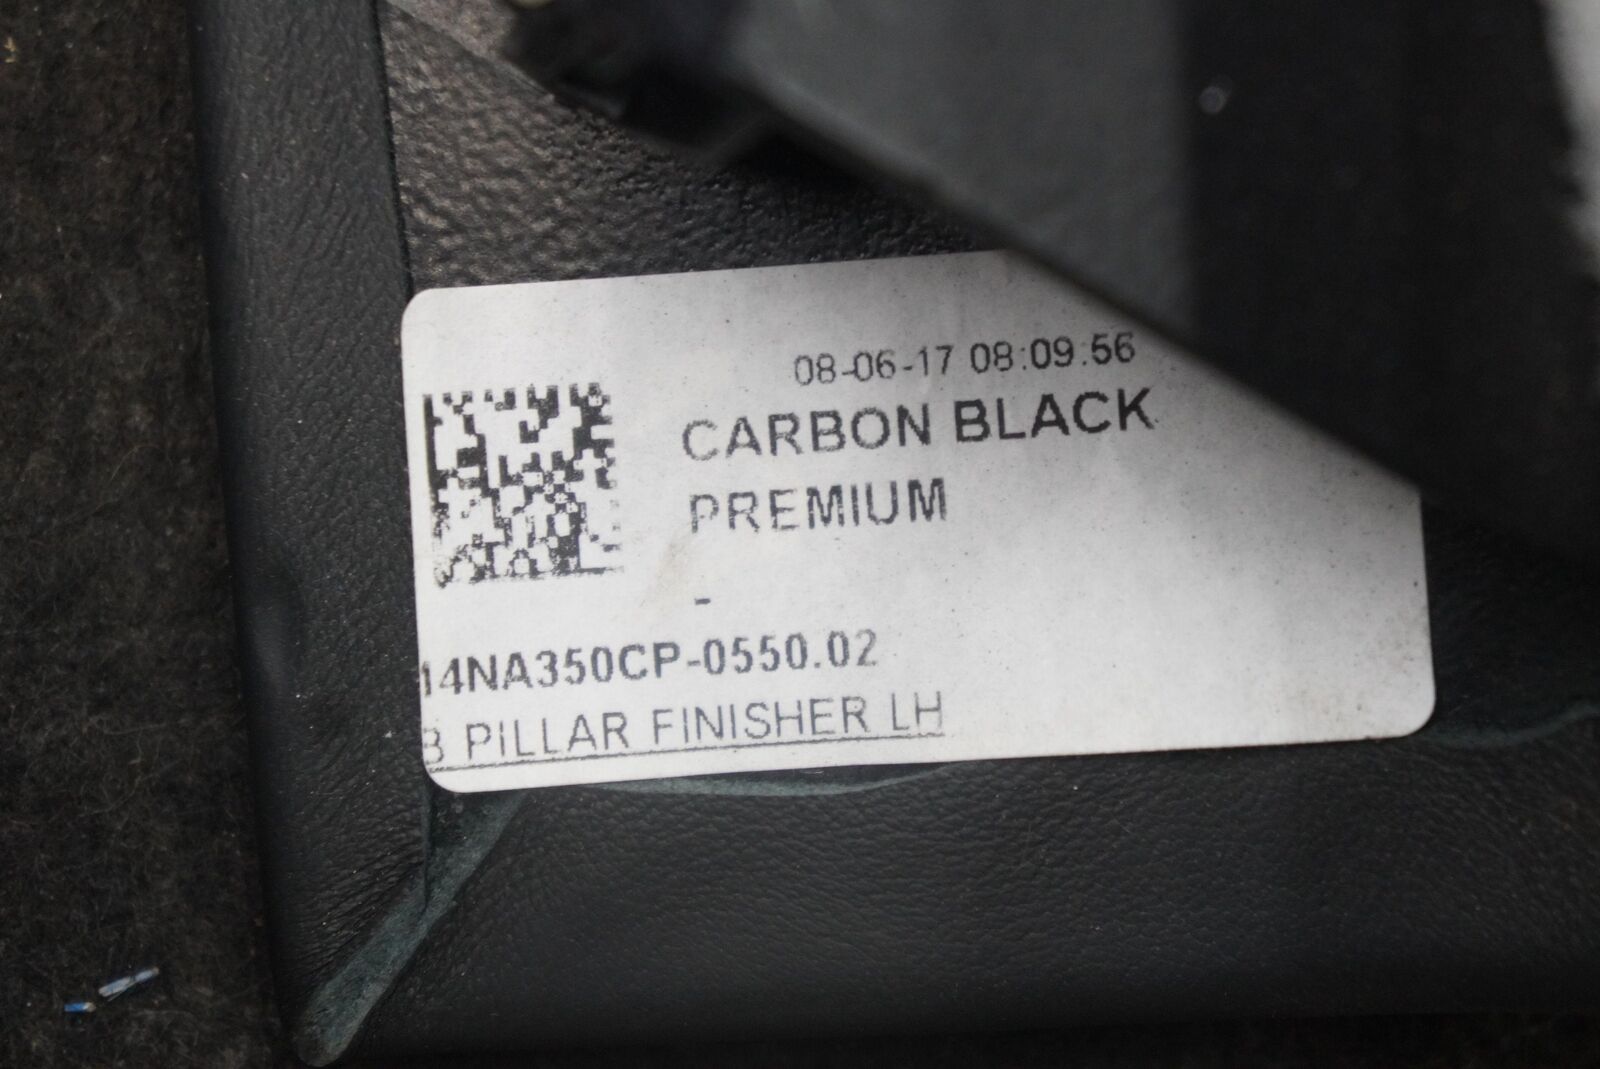 08-06-17 08:09:56
CARBON BLACK
PREMIUM
-
14NA350CP-0550.02
B PILLAR FINISHER LH